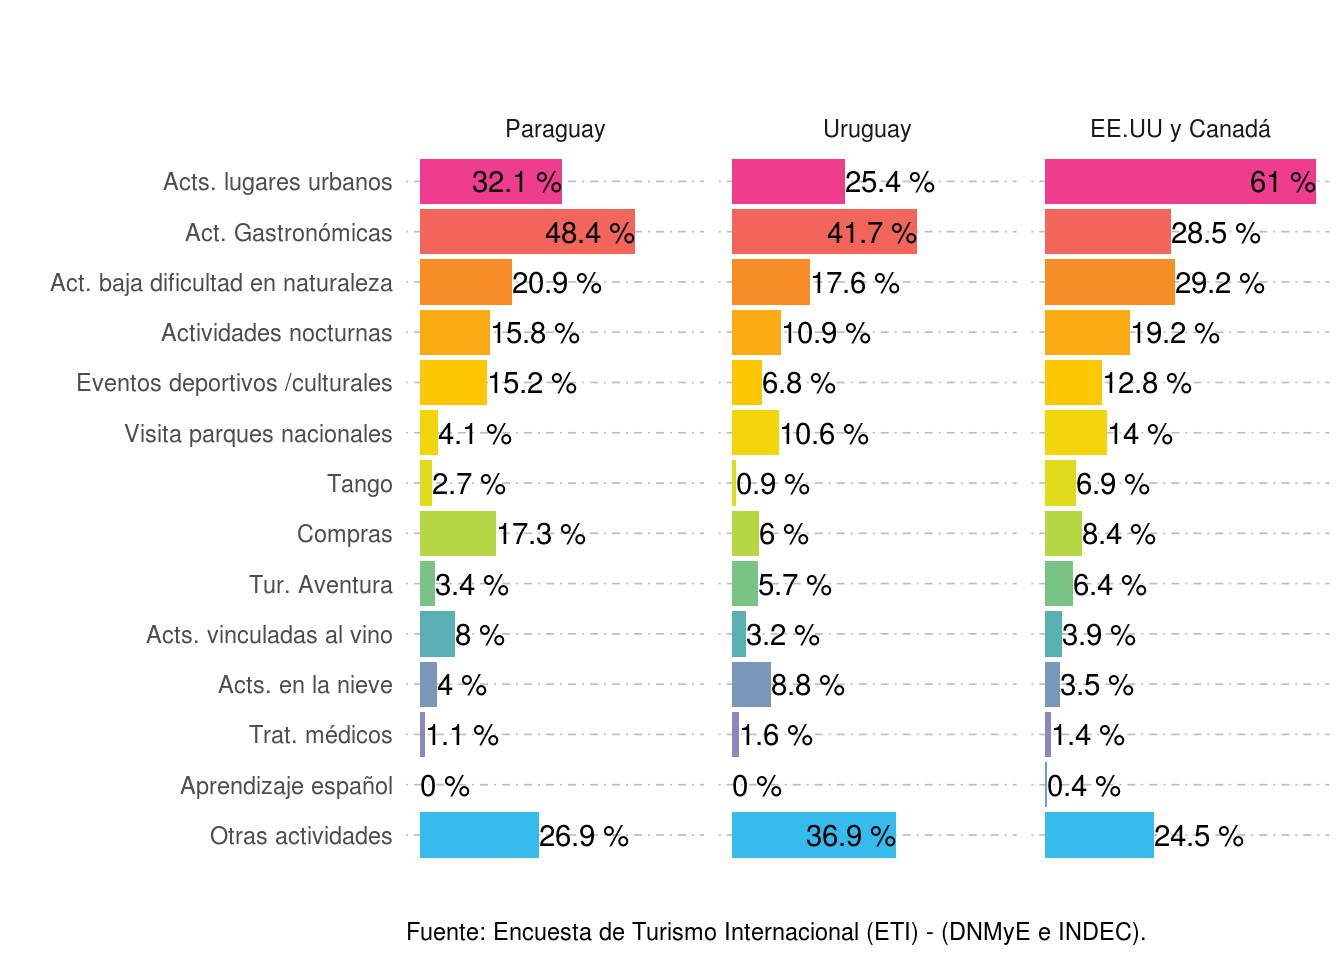 Paraguay Uruguay EE.UU y Canadá
Acts. lugares urbanos 32.1 % 25.4 % 61 %
Act. Gastronómicas 48.4 % 41.7 % 28.5 %
Act. baja dificultad en naturaleza 20.9 % 17.6 % 29.2 %
Actividades nocturnas 15.8 % 10.9 % 19.2 %
Eventos deportivos /culturales 15.2 % 6.8 % 12.8 %
Visita parques nacionales 4.1 % 10.6 % 14 %
Tango 2.7 % 0.9 % 6.9 %
Compras 17.3 % 6 % 8.4 %
Tur. Aventura 3.4 % 5.7 % 6.4 %
Acts. vinculadas al vino 8 % 3.2 % 3.9 %
Acts. en la nieve 4 % 8.8 % 3.5 %
Trat. médicos 1.1 % 1.6 % 1.4 %
Aprendizaje español 0 % 0 % 0.4 %
Otras actividades 26.9 % 36.9 % 24.5 %
Fuente: Encuesta de Turismo Internacional (ETI) - (DNMyE e INDEC).